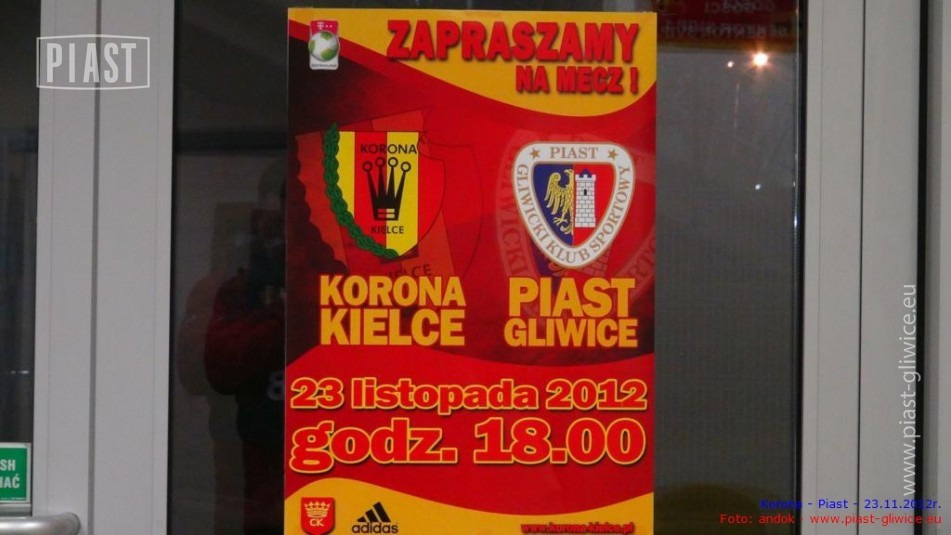 PIAST
ZAPRASZAMY
NA MECZ !
KORONA
KIELCE
PIAST
GLIWICKI KLUB SPORTOWY
KORONA
KIELCE
PIAST
GLIWICE
23 listopada 2012
godz. 18.00
CK
adidas
www.korona-kielce.pl
SH
www.piast-gliwice.eu
Korona - Piast - 23.11.2012r.
Foto: andok - www.piast-gliwice.eu